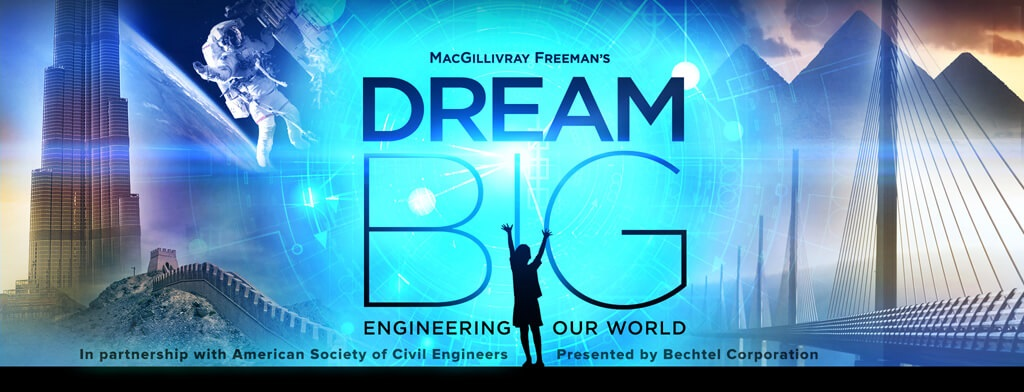 MACGILLIVRAY FREEMAN'S
DREAM
BIG
ENGINEERING OUR WORLD
In partnership with American Society of Civil Engineers Presented by Bechtel Corporation